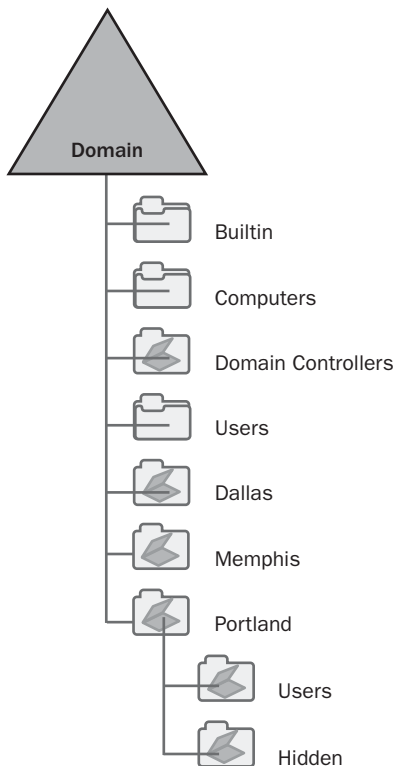 Domain
Builtin
Computers
Domain Controllers
Users
Dallas
Memphis
Portland
Users
Hidden